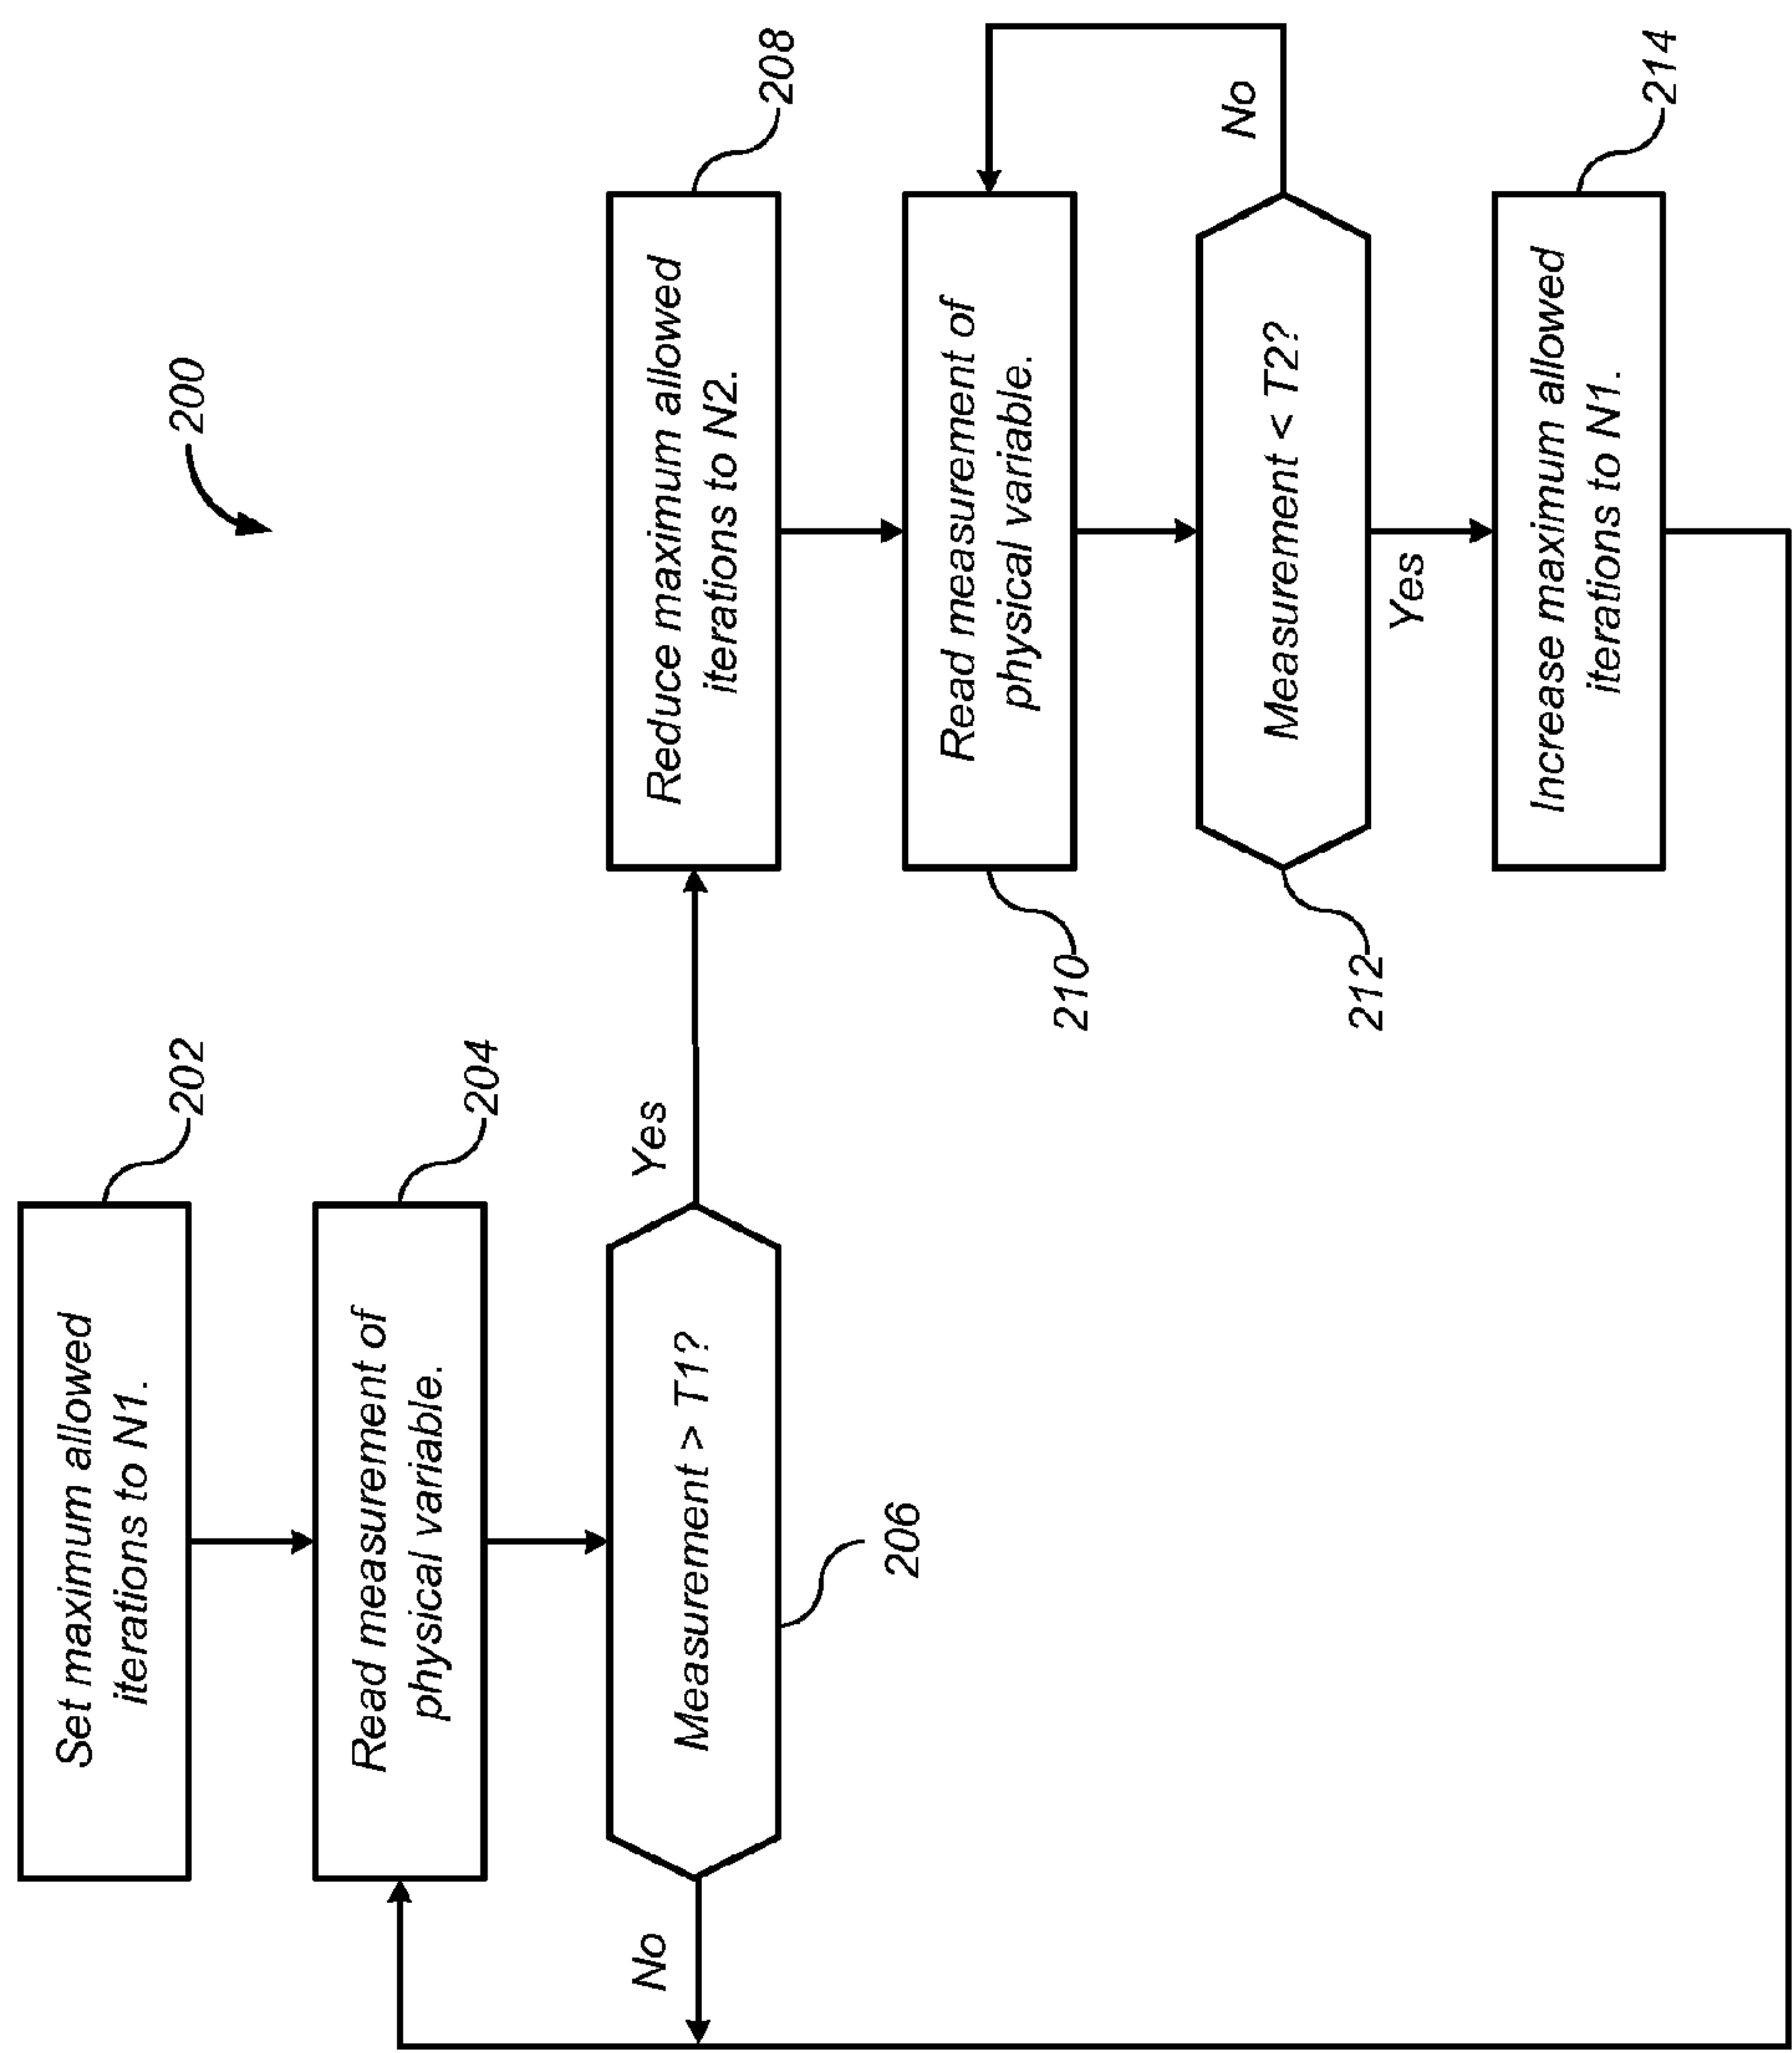 200
Set maximum allowed
iterations to N1.
202
Read measurement of
physical variable.
204
Measurement > T1?
206
No
Yes
Reduce maximum allowed
iterations to N2.
208
Read measurement of
physical variable.
210
Measurement < T2?
212
No
Yes
Increase maximum allowed
iterations to N1.
214